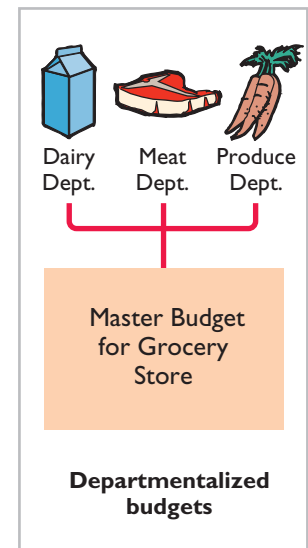 Dairy
Dept.
Meat
Dept.
Produce
Dept.
Master Budget
for Grocery
Store
Departmentalized
budgets